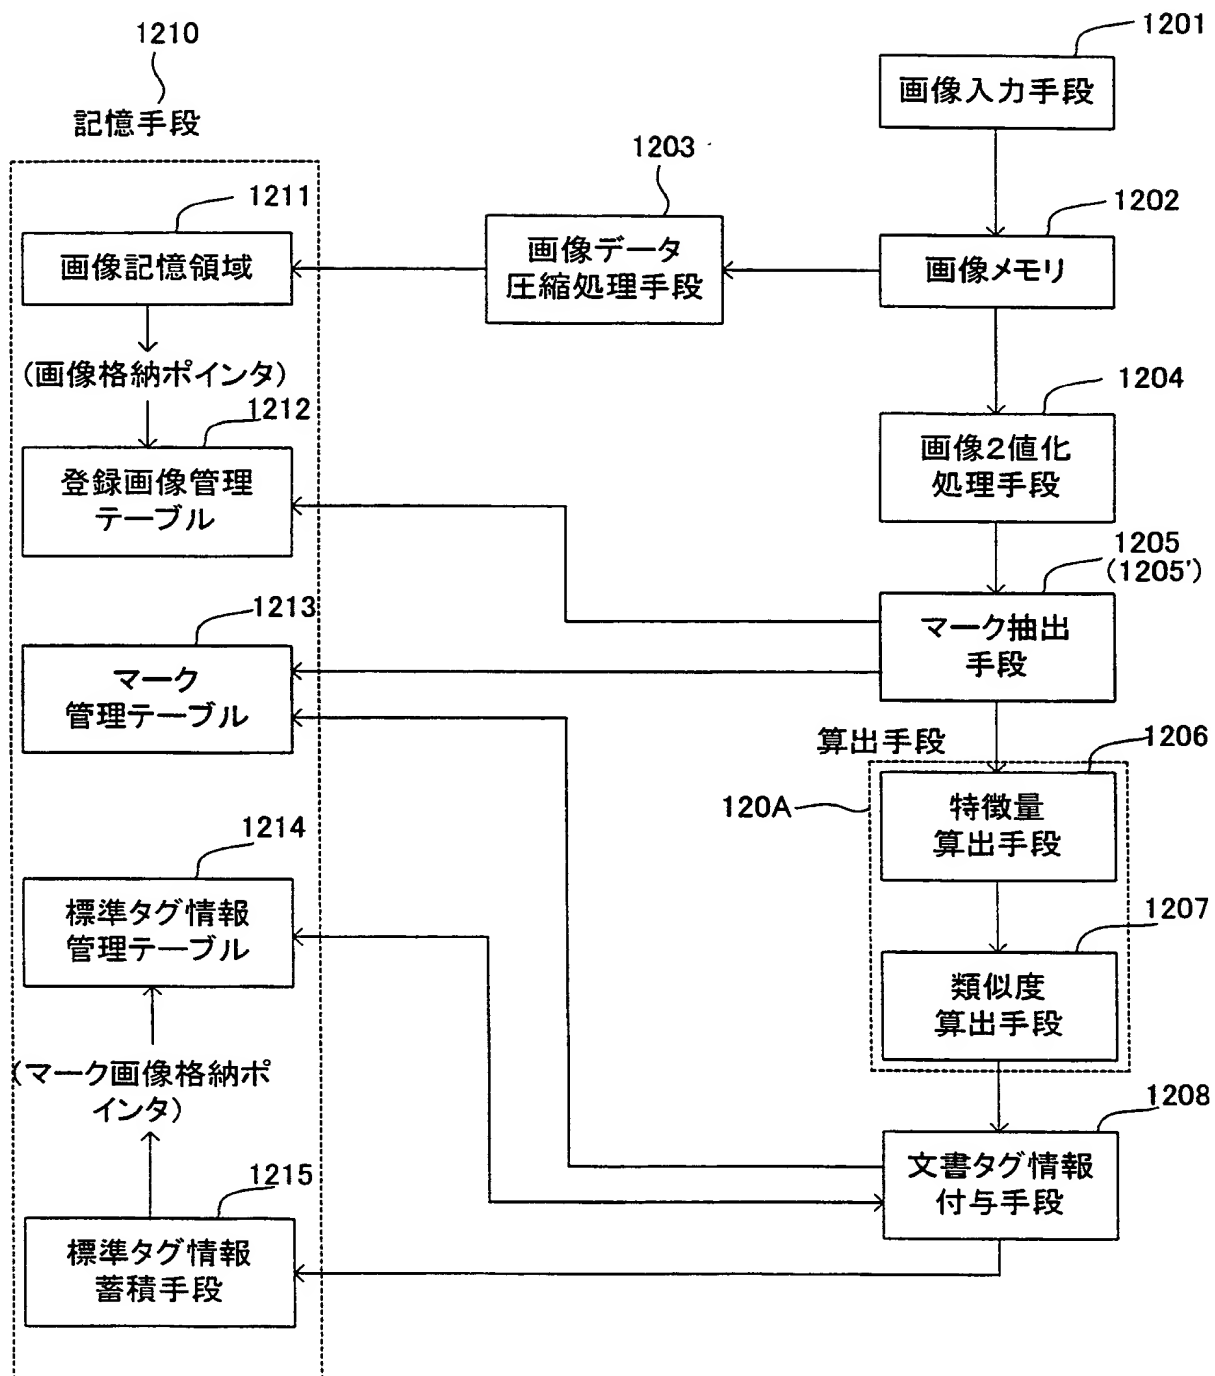 1210
記憶手段
1201
画像入力手段
1203
1211
画像記憶領域
画像データ
圧縮処理手段
1202
画像メモリ
(画像格納ポインタ)
1212
登録画像管理
テーブル
1204
画像2値化
処理手段
1205
(1205')
マーク抽出
手段
1213
マーク
管理テーブル
算出手段
120A
1206
特徴量
算出手段
1214
標準タグ情報
管理テーブル
1207
類似度
算出手段
(マーク画像格納ポ
インタ)
1208
文書タグ情報
付与手段
1215
標準タグ情報
蓄積手段